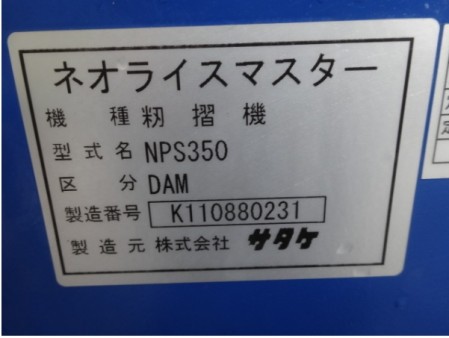 ネオライスマスター
機 種 籾 摺 機
型 式 名 NPS350
区 分 DAM
製造番号 K110880231
製 造 元 株式会社 サタケ
定